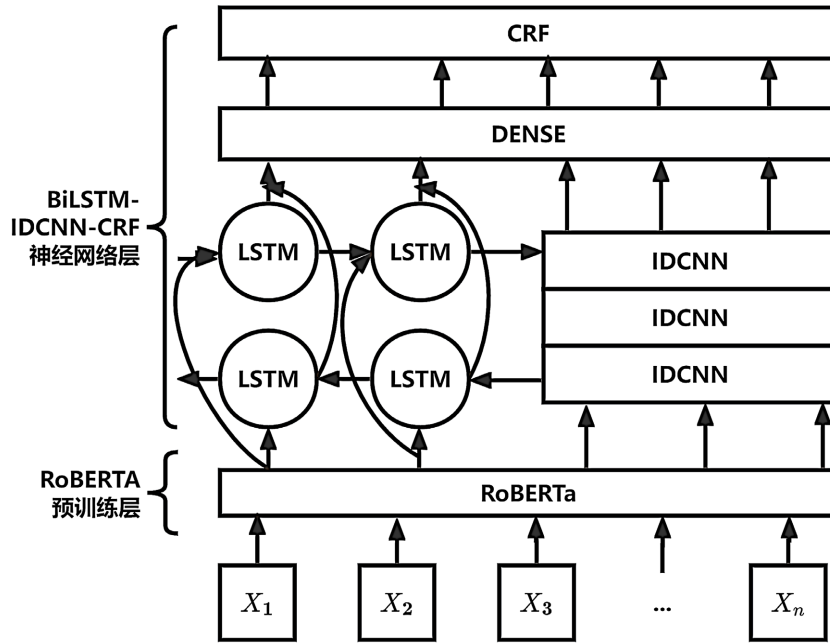 CRF
DENSE
BiLSTM-
IDCNN-CRF
神经网络层
LSTM
LSTM
IDCNN
IDCNN
LSTM
LSTM
IDCNN
RoBERTA
预训练层
RoBERTa
X₁
X₂
X₃
...
Xₙ